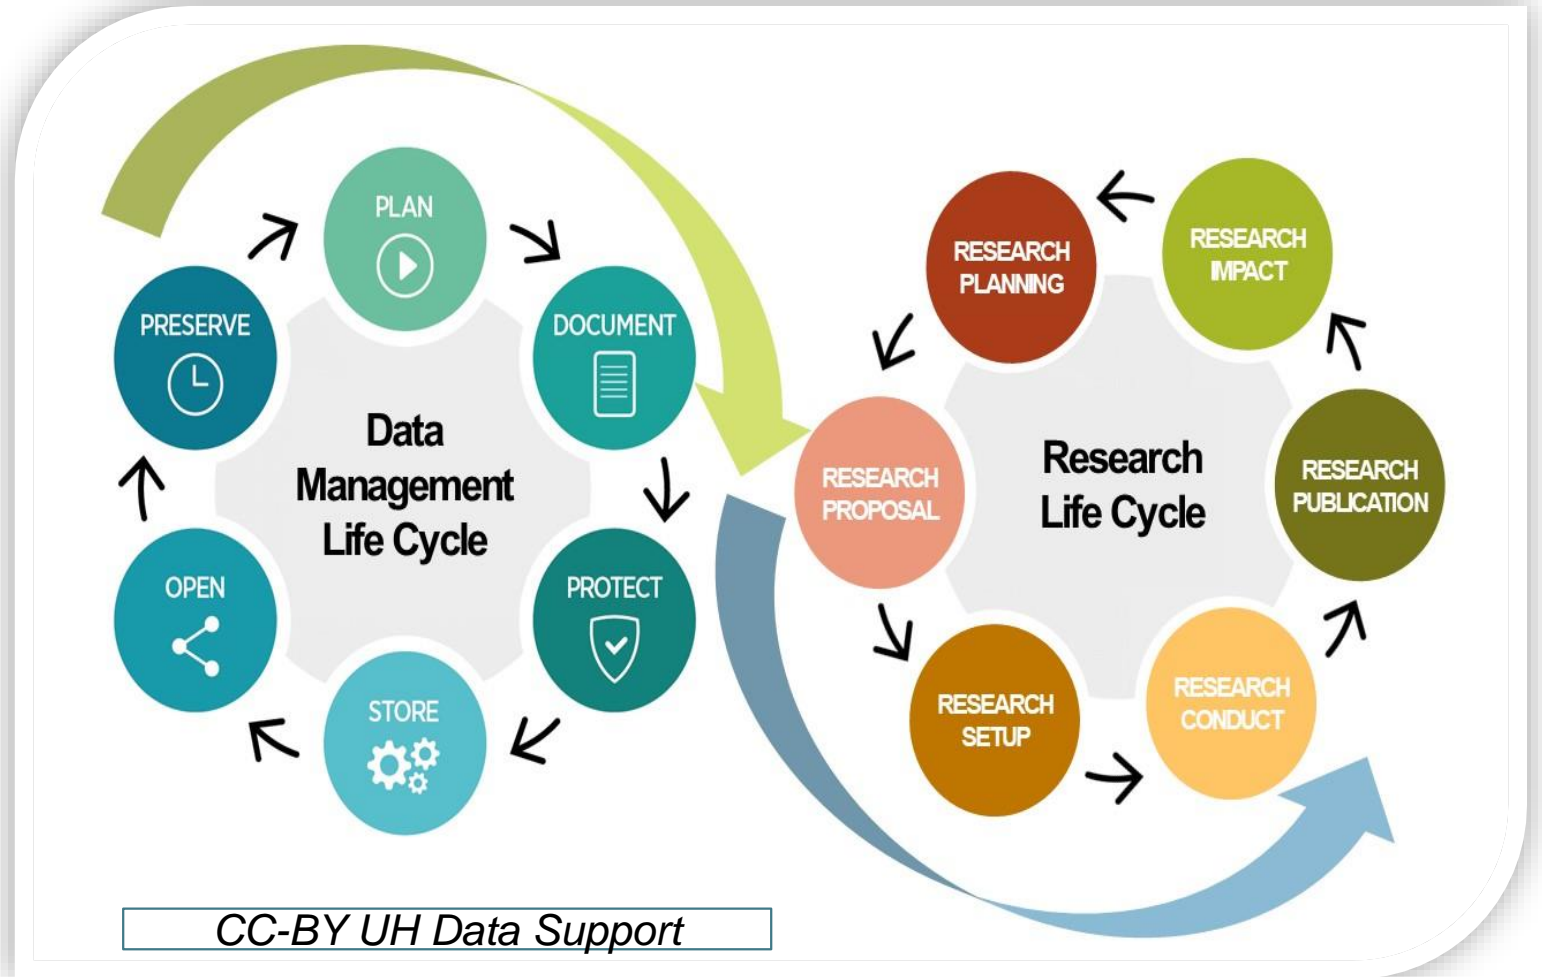 PLAN
DOCUMENT
PROTECT
STORE
OPEN
PRESERVE
Data
Management
Life Cycle
RESEARCH
PLANNING
RESEARCH
PROPOSAL
RESEARCH
SETUP
RESEARCH
CONDUCT
RESEARCH
PUBLICATION
RESEARCH
IMPACT
Research
Life Cycle
CC-BY UH Data Support